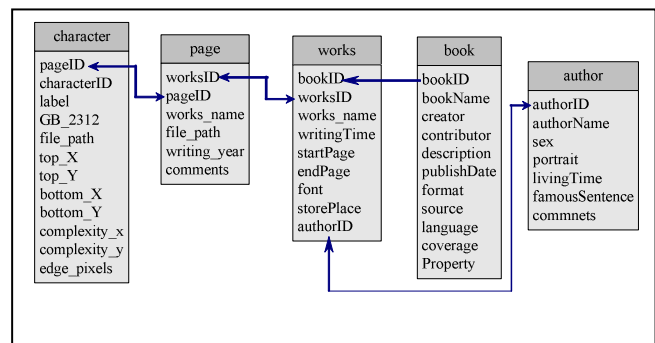 character
pageID
characterID
label
GB_2312
file_path
top_X
top_Y
bottom_X
bottom_Y
complexity_x
complexity_y
edge_pixels
page
worksID
pageID
works_name
file_path
writing_year
comments
works
bookID
worksID
works_name
writingTime
startPage
endPage
font
storePlace
authorID
book
bookID
bookName
creator
contributor
description
publishDate
format
source
language
coverage
Property
author
authorID
authorName
sex
portrait
livingTime
famousSentence
commnets